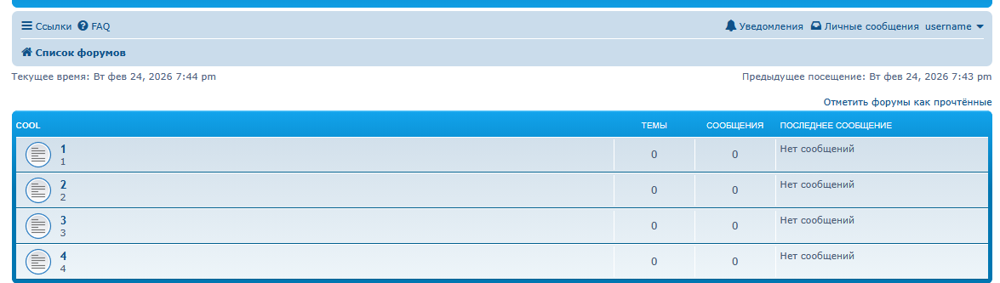 Ссылки FAQ Уведомления Личные сообщения username
Список форумов
Текущее время: Вт фев 24, 2026 7:44 pm Предыдущее посещение: Вт фев 24, 2026 7:43 pm
Отметить форумы как прочтённые
COOL ТЕМЫ СООБЩЕНИЯ ПОСЛЕДНЕЕ СООБЩЕНИЕ
1 0 0 Нет сообщений
1
2 0 0 Нет сообщений
2
3 0 0 Нет сообщений
3
4 0 0 Нет сообщений
4